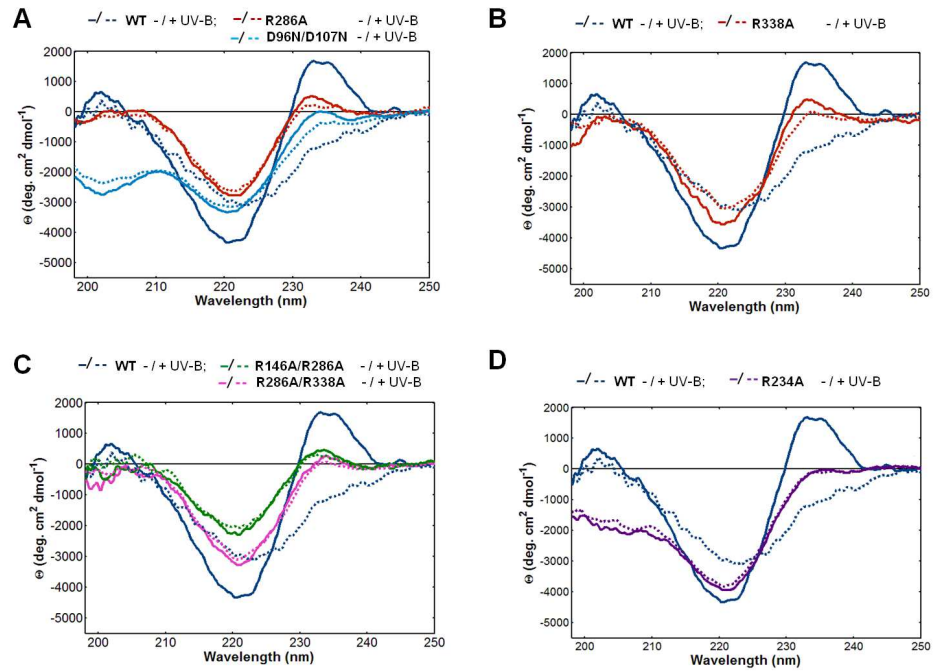 A
WT - / + UV-B; R286A - / + UV-B
D96N/D107N - / + UV-B
2000
1000
0
-1000
-2000
-3000
-4000
-5000
Θ (deg. cm2 dmol-1)
200 210 220 230 240 250
Wavelength (nm)
B
WT - / + UV-B; R338A - / + UV-B
2000
1000
0
-1000
-2000
-3000
-4000
-5000
Θ (deg. cm2 dmol-1)
200 210 220 230 240 250
Wavelength (nm)
C
WT - / + UV-B; R146A/R286A - / + UV-B
R286A/R338A - / + UV-B
2000
1000
0
-1000
-2000
-3000
-4000
-5000
Θ (deg. cm2 dmol-1)
200 210 220 230 240 250
Wavelength (nm)
D
WT - / + UV-B; R234A - / + UV-B
2000
1000
0
-1000
-2000
-3000
-4000
-5000
Θ (deg. cm2 dmol-1)
200 210 220 230 240 250
Wavelength (nm)